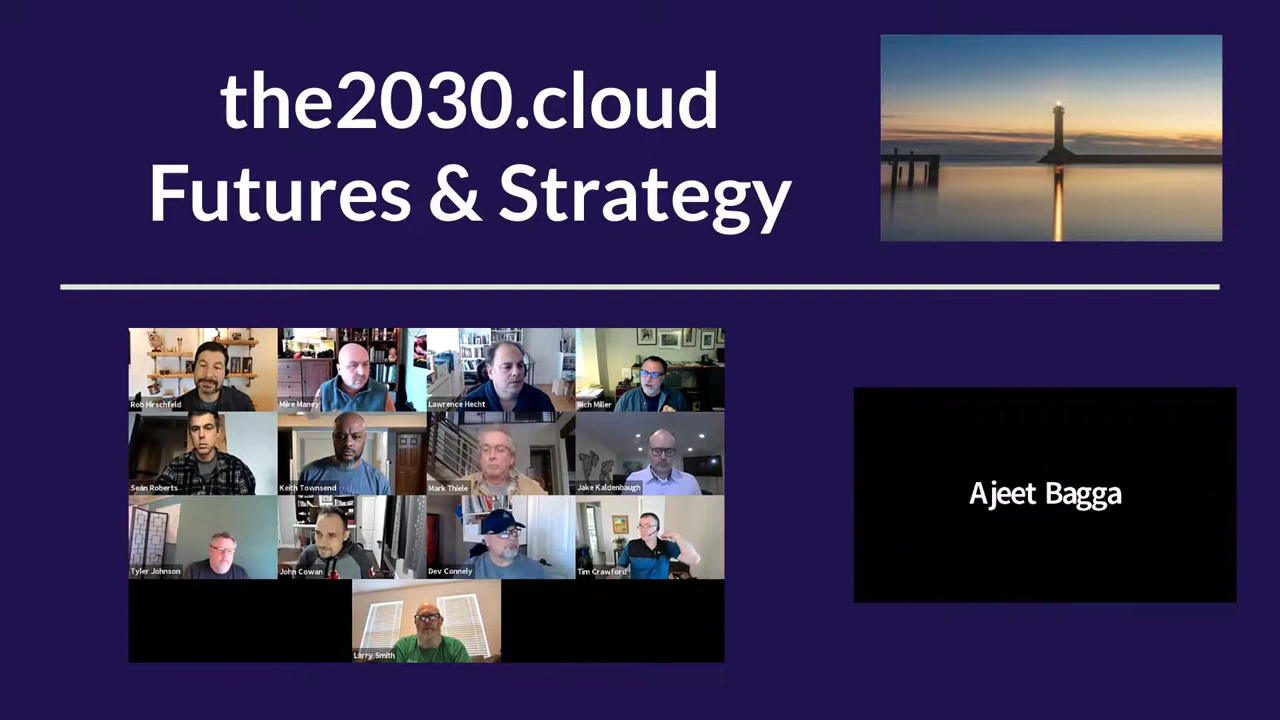 the2030.cloud
Futures & Strategy
Rob Hirschfeld
Mike Maney
Lawrence Hecht
Rich Miller
Sean Roberts
Keith Townsend
Mark Thiele
Jake Kaldenbaugh
Tyler Johnson
John Cowan
Dev Connely
Tim Crawford
Larry Smith
Ajeet Bagga